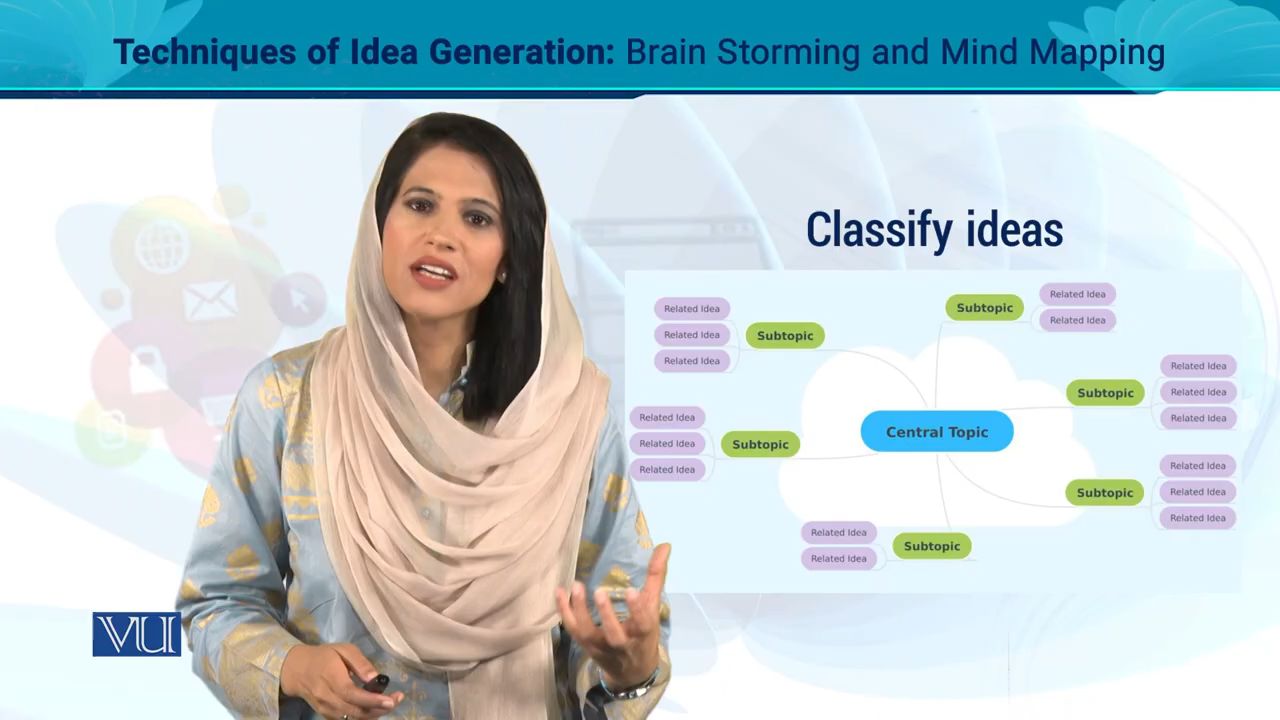 Techniques of Idea Generation: Brain Storming and Mind Mapping
Classify ideas
Related Idea
Related Idea
Related Idea
Subtopic
Subtopic
Related Idea
Related Idea
Related Idea
Related Idea
Related Idea
Subtopic
Central Topic
Subtopic
Related Idea
Related Idea
Related Idea
Subtopic
Related Idea
Related Idea
Related Idea
Related Idea
Related Idea
Subtopic
VU